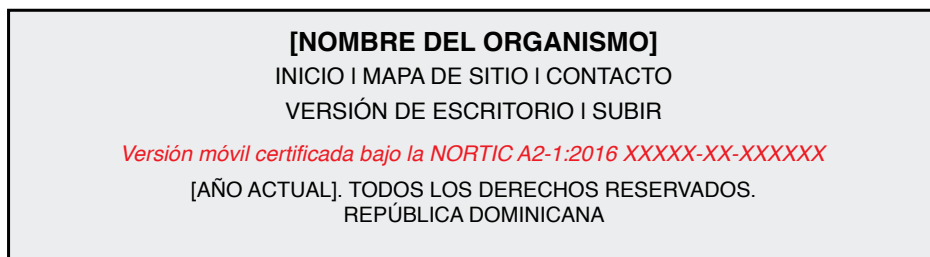 [NOMBRE DEL ORGANISMO]
INICIO I MAPA DE SITIO I CONTACTO
VERSIÓN DE ESCRITORIO I SUBIR
Versión móvil certificada bajo la NORTIC A2-1:2016 XXXXX-XX-XXXXXX
[AÑO ACTUAL]. TODOS LOS DERECHOS RESERVADOS.
REPÚBLICA DOMINICANA